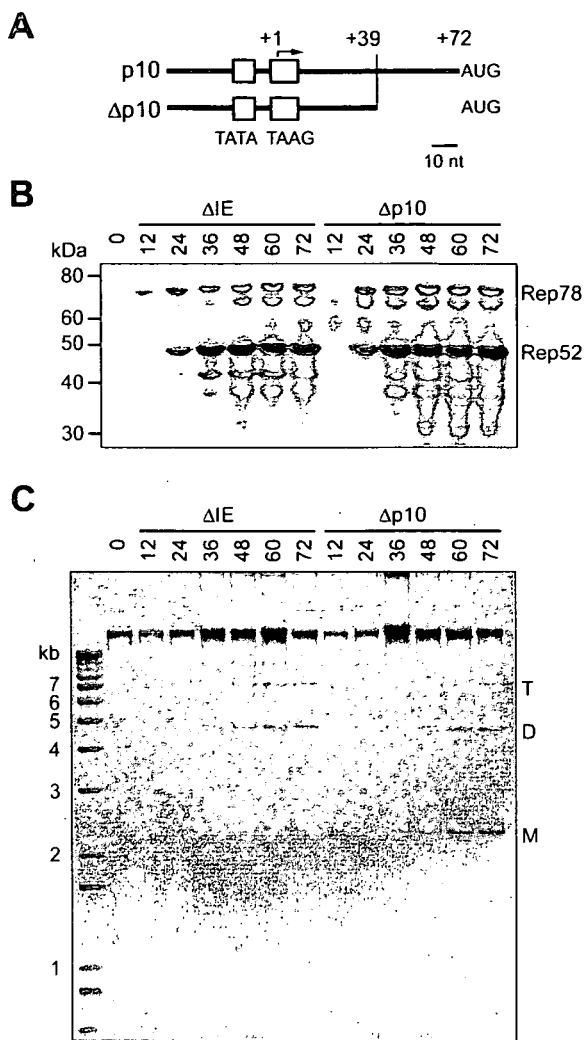 A
+1 +39 +72
p10 AUG
Δp10 AUG
TATA TAAG
10 nt
B
ΔIE Δp10
kDa 0 12 24 36 48 60 72 12 24 36 48 60 72
80
Rep78
60
50 Rep52
40
30
C
ΔIE Δp10
0 12 24 36 48 60 72 12 24 36 48 60 72
kb
7 T
6
5 D
4
3
M
2
1